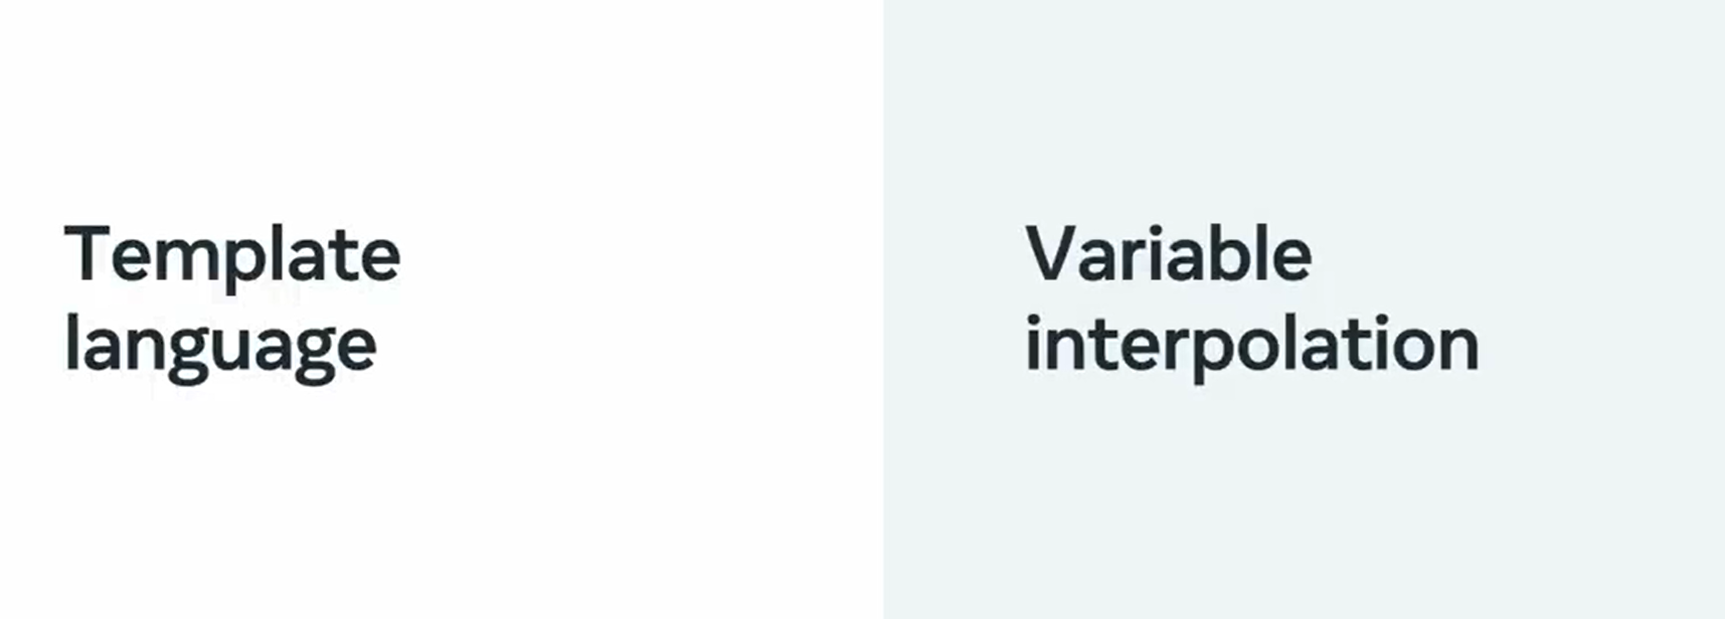 Template
language
Variable
interpolation